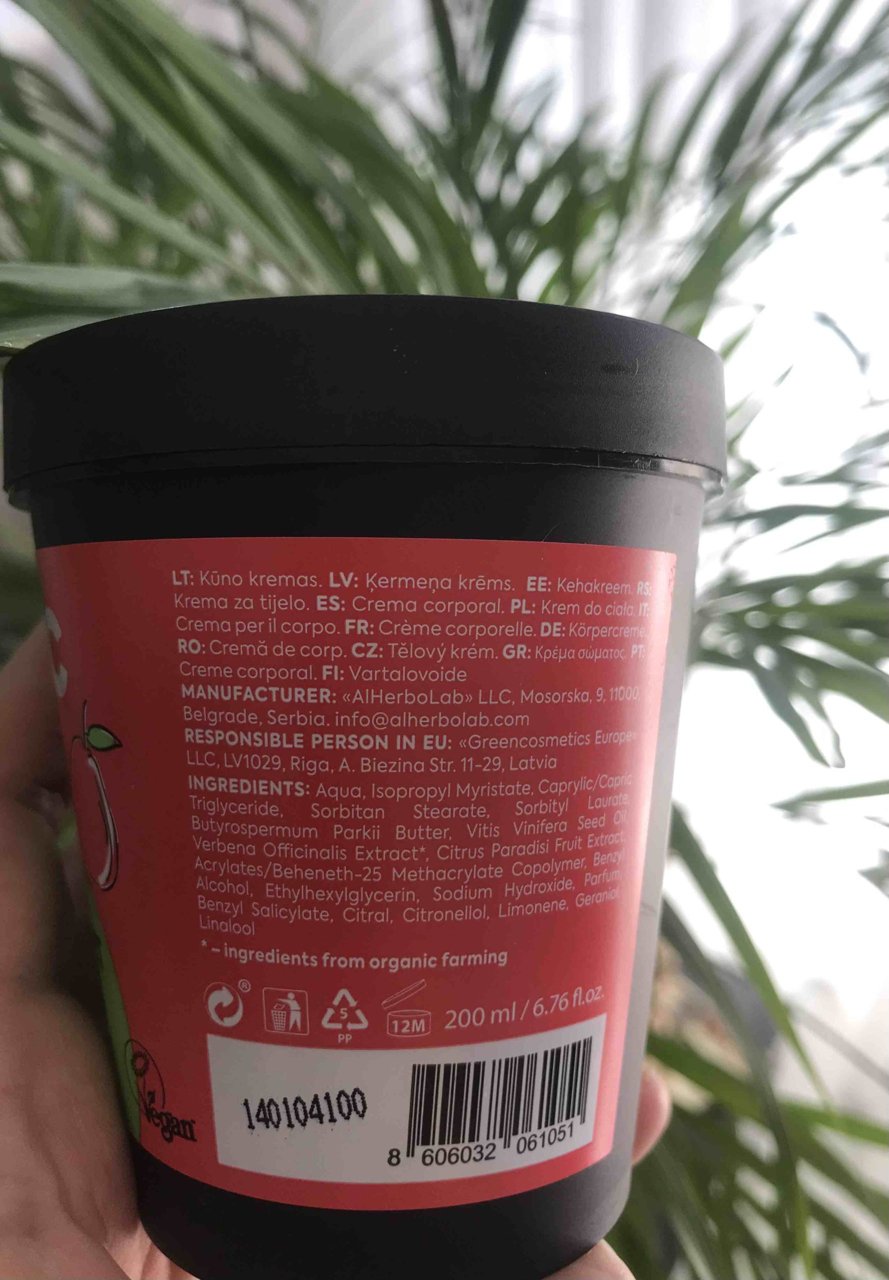 C
LT: Kūno kremas. LV: Ķermeņa krēms. EE: Kehakreem. RS:
Krema za tijelo. ES: Crema corporal. PL: Krem do ciała. IT:
Crema per il corpo. FR: Crème corporelle. DE: Körpercreme.
RO: Cremă de corp. CZ: Tělový krém. GR: Κρέμα σώματος. PT:
Creme corporal. FI: Vartalovoide
MANUFACTURER: «AlHerboLab» LLC, Mosorska, 9, 11000
Belgrade, Serbia. info@alherbolab.com
RESPONSIBLE PERSON IN EU: «Greencosmetics Europe»
LLC, LV1029, Riga, A. Biezina Str. 11-29, Latvia
INGREDIENTS: Aqua, Isopropyl Myristate, Caprylic/Capric
Triglyceride, Sorbitan Stearate, Sorbityl Laurate,
Butyrospermum Parkii Butter, Vitis Vinifera Seed Oil,
Verbena Officinalis Extract*, Citrus Paradisi Fruit Extract,
Acrylates/Beheneth-25 Methacrylate Copolymer, Benzyl
Alcohol, Ethylhexylglycerin, Sodium Hydroxide, Parfum,
Benzyl Salicylate, Citral, Citronellol, Limonene, Geraniol,
Linalool
* – ingredients from organic farming
®
5
PP
12M
200 ml / 6.76 fl.oz.
Vegan
140104100
8 606032 061051